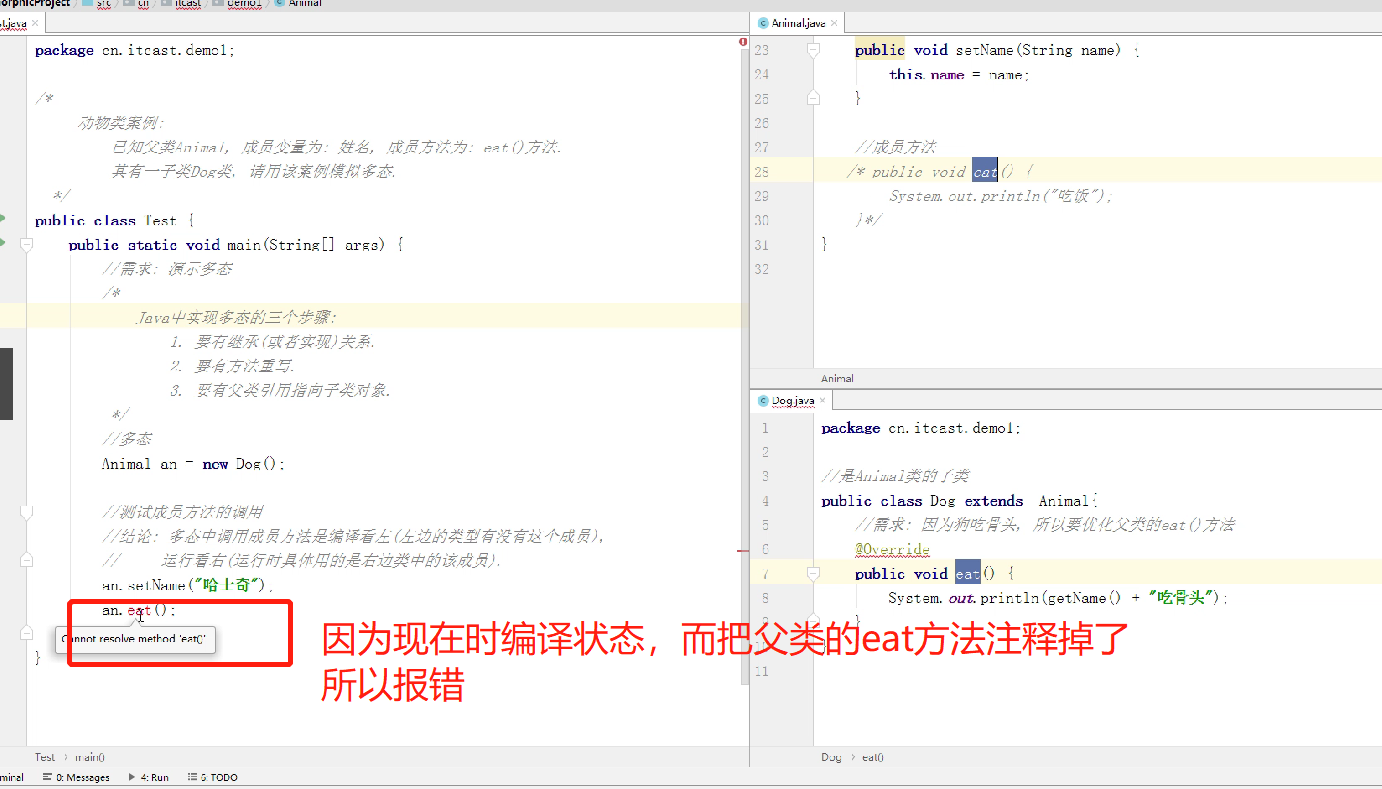 orphicProject src cn itcast demo1 Animal
st.java
package cn.itcast.demo1;
/*
动物类案例:
已知父类Animal, 成员变量为: 姓名, 成员方法为: eat()方法.
其有一子类Dog类, 请用该案例模拟多态.
*/
public class Test {
public static void main(String[] args) {
//需求: 演示多态
/*
Java中实现多态的三个步骤:
1. 要有继承(或者实现)关系.
2. 要有方法重写.
3. 要有父类引用指向子类对象.
*/
//多态
Animal an = new Dog();
//测试成员方法的调用
//结论: 多态中调用成员方法是编译看左(左边的类型有没有这个成员),
// 运行看右(运行时具体用的是右边类中的该成员).
an.setName("哈士奇");
an.eat();
Cannot resolve method 'eat()'
}
因为现在时编译状态，而把父类的eat方法注释掉了
所以报错
Test main()
minal 0: Messages 4: Run 6: TODO
Animal.java
23 public void setName(String name) {
24 this.name = name;
25 }
26
27 //成员方法
28 /* public void eat() {
29 System.out.println("吃饭");
30 }*/
31 }
32
Animal
Dog.java
1 package cn.itcast.demo1;
2
3 //是Animal类的子类
4 public class Dog extends Animal{
5 //需求: 因为狗吃骨头, 所以要优化父类的eat()方法
6 @Override
7 public void eat() {
8 System.out.println(getName() + "吃骨头");
}
11
Dog eat()